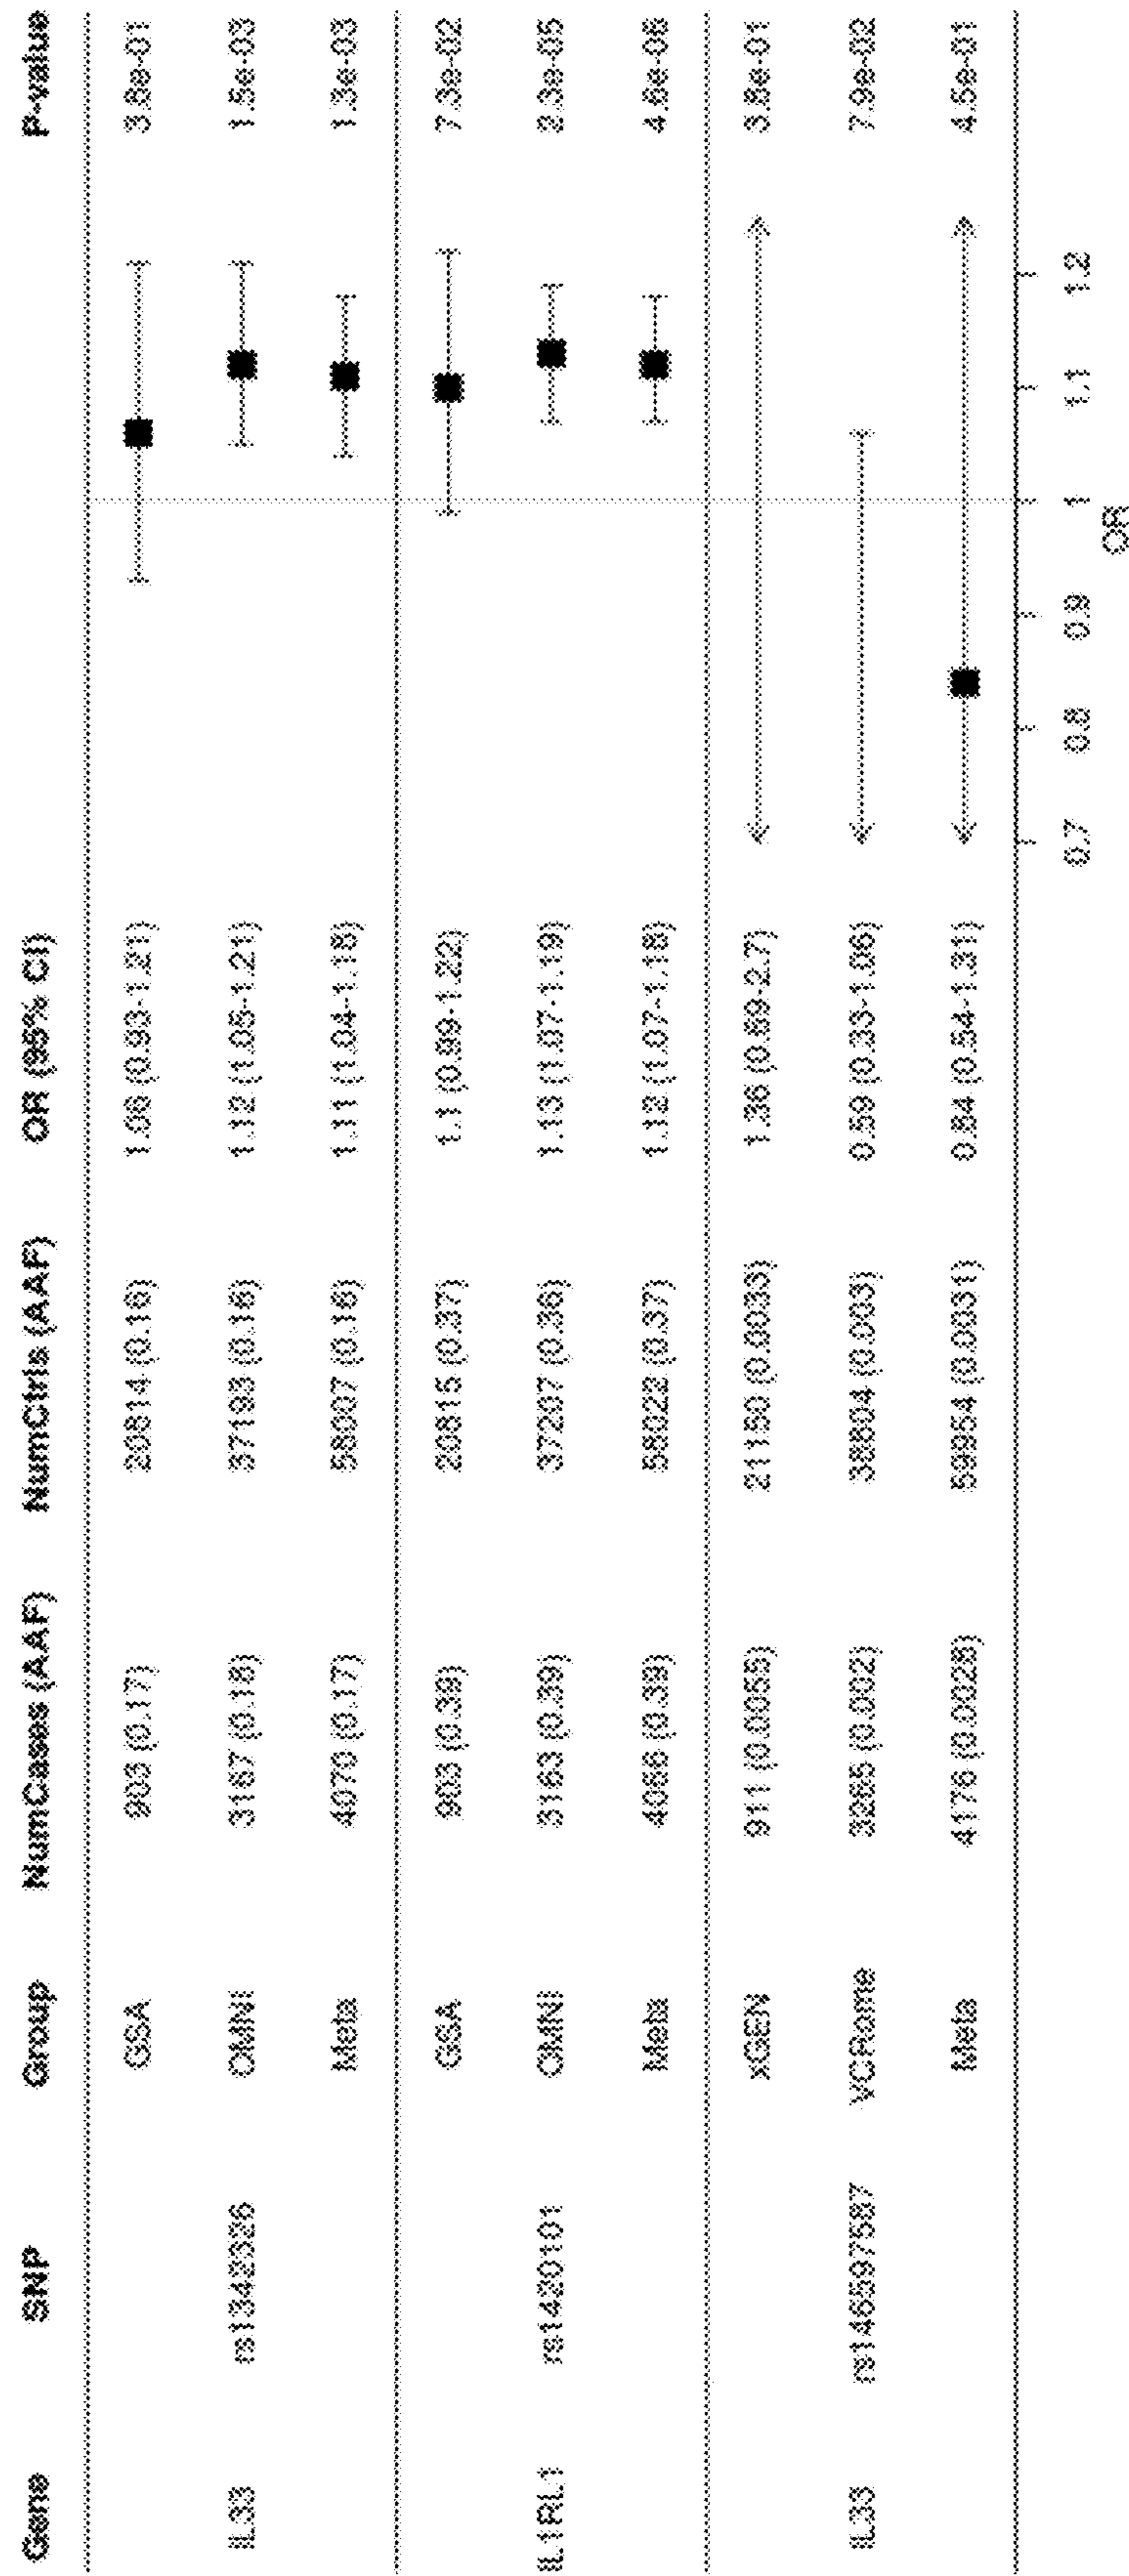 Gene SNP Group NumCases (AAF) NumCtrls (AAF) OR (95% CI) P-value
GSA 903 (0.17) 20814 (0.16) 1.06 (0.93-1.21) 3.8e-01
IL33 rs1342326 OMNI 3167 (0.18) 37193 (0.16) 1.12 (1.05-1.21) 1.5e-03
Meta 4070 (0.17) 58007 (0.16) 1.11 (1.04-1.18) 1.3e-03
GSA 903 (0.39) 20815 (0.37) 1.1 (0.99-1.22) 7.3e-02
IL1RL1 rs1420101 OMNI 3163 (0.39) 37207 (0.36) 1.13 (1.07-1.19) 2.3e-05
Meta 4066 (0.39) 58022 (0.37) 1.12 (1.07-1.18) 4.6e-06
xGEN 911 (0.0055) 21150 (0.0033) 1.36 (0.69-2.7) 3.8e-01
IL33 rs146597587 VCRome 3265 (0.002) 38804 (0.003) 0.59 (0.33-1.06) 7.9e-02
Meta 4176 (0.0028) 59954 (0.0031) 0.84 (0.54-1.31) 4.5e-01
0.7 0.8 0.9 1 1.1 1.2
OR